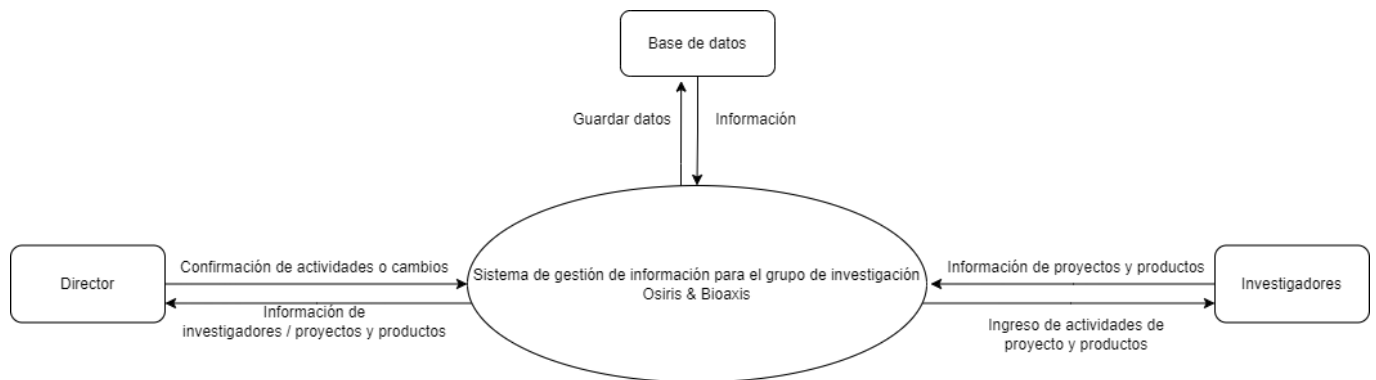 Base de datos
Guardar datos
Información
Director
Confirmación de actividades o cambios
Información de
investigadores / proyectos y productos
Sistema de gestión de información para el grupo de investigación
Osiris & Bioaxis
Información de proyectos y productos
Ingreso de actividades de
proyecto y productos
Investigadores